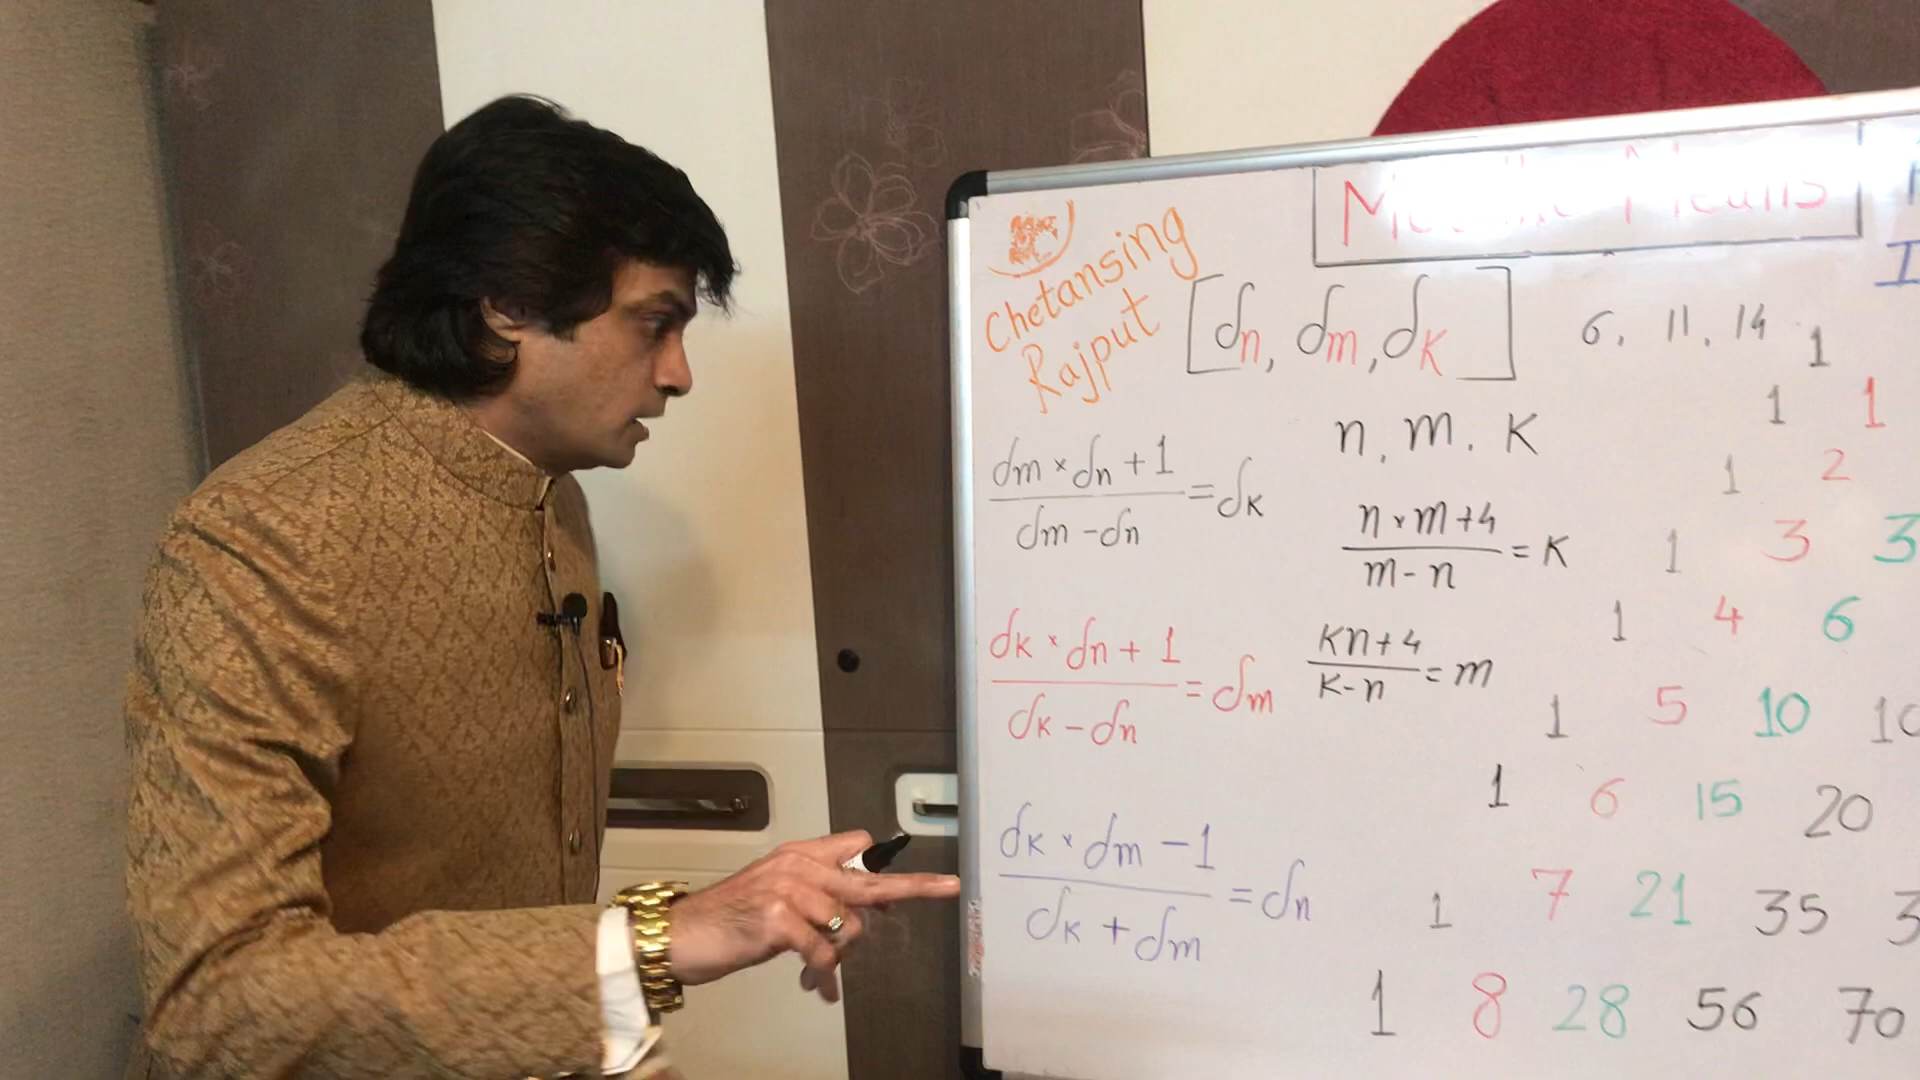 Means
Chetansing
Rajput
[δn, δm, δK]
6, 11, 14
n, m, K
δm × δn + 1
δm - δn
= δK
n × m + 4
m - n
= K
δK × δn + 1
δK - δn
= δm
Kn + 4
K - n
= m
δK × δm - 1
δK + δm
= δn
1
1 1
1 2
1 3 3
1 4 6
1 5 10
1 6 15 20
1 7 21 35
1 8 28 56 70